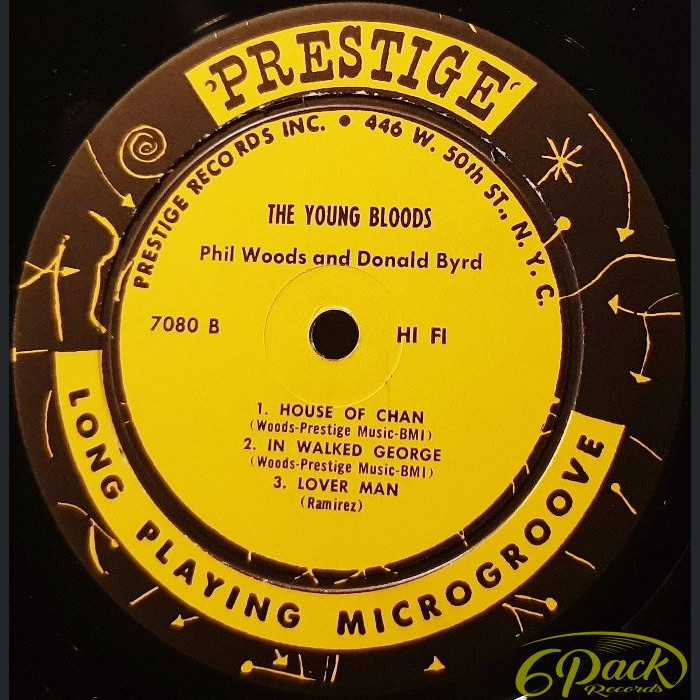 'PRESTIGE'
PRESTIGE RECORDS INC. • 446 W. 50th ST., N. Y. C.
THE YOUNG BLOODS
Phil Woods and Donald Byrd
7080 B
HI FI
1. HOUSE OF CHAN
(Woods-Prestige Music-BMI)
2. IN WALKED GEORGE
(Woods-Prestige Music-BMI)
3. LOVER MAN
(Ramirez)
LONG PLAYING MICROGROOVE
6Pack
Records